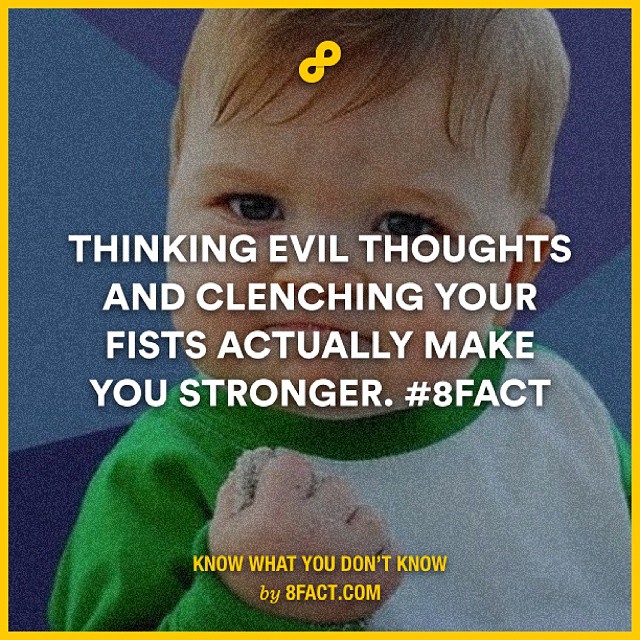 THINKING EVIL THOUGHTS
AND CLENCHING YOUR
FISTS ACTUALLY MAKE
YOU STRONGER. #8FACT
KNOW WHAT YOU DON'T KNOW
by 8FACT.COM